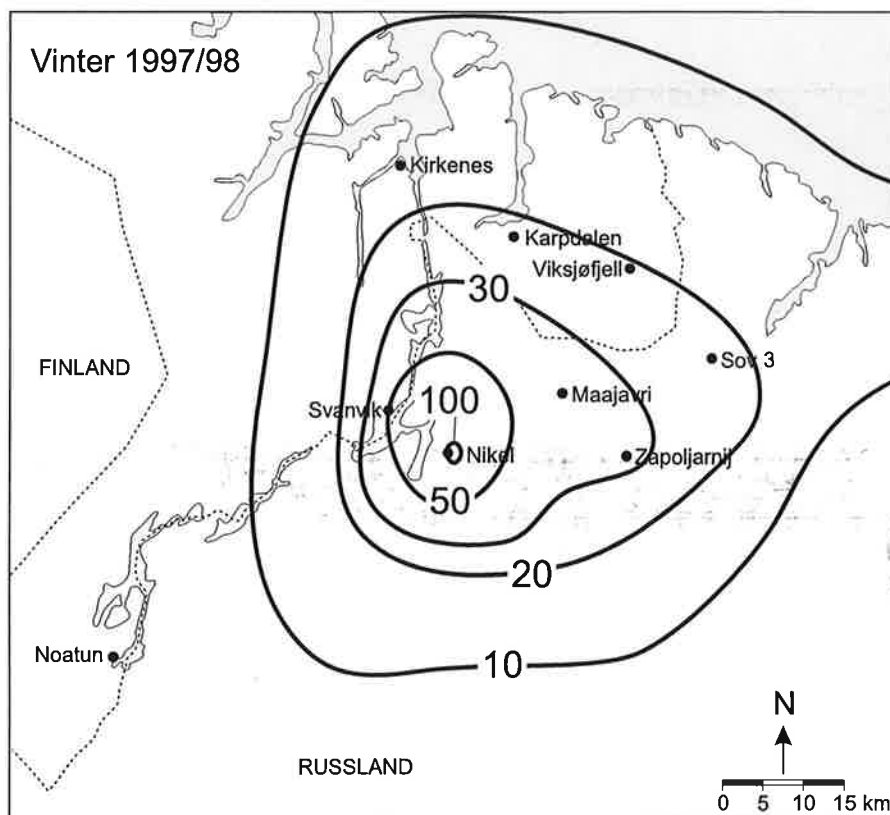 Vinter 1997/98
Kirkenes
Karpdalen
Viksjøfjell
30
FINLAND
Sov 3
Maajavri
Svanvik
100
Nikel
Zapoljarnij
50
20
Noatun
10
N
RUSSLAND
0 5 10 15 km